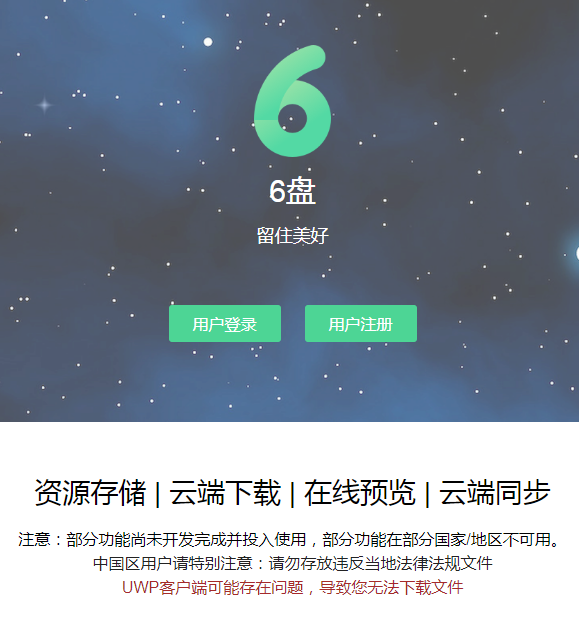 6
6盘
留住美好
用户登录 用户注册
资源存储 | 云端下载 | 在线预览 | 云端同步
注意：部分功能尚未开发完成并投入使用，部分功能在部分国家/地区不可用。
中国区用户请特别注意：请勿存放违反当地法律法规文件
UWP客户端可能存在问题，导致您无法下载文件